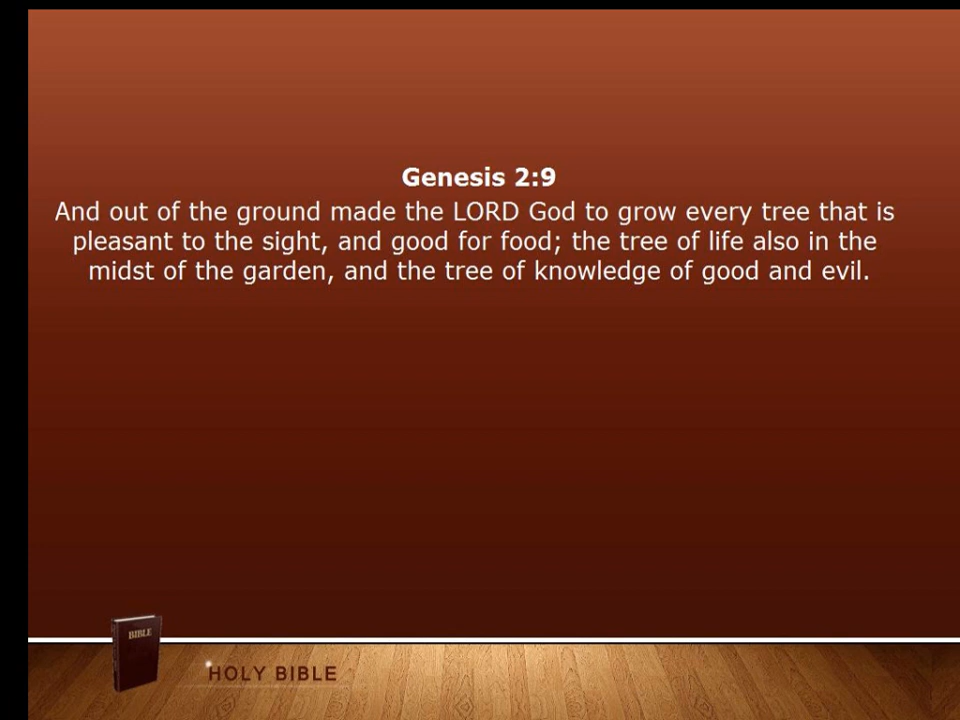 Genesis 2:9
And out of the ground made the LORD God to grow every tree that is
pleasant to the sight, and good for food; the tree of life also in the
midst of the garden, and the tree of knowledge of good and evil.
BIBLE
HOLY BIBLE